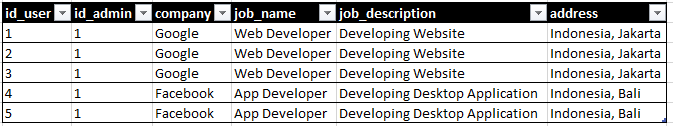 id_user id_admin company job_name job_description address
1 1 Google Web Developer Developing Website Indonesia, Jakarta
2 1 Google Web Developer Developing Website Indonesia, Jakarta
3 1 Google Web Developer Developing Website Indonesia, Jakarta
4 1 Facebook App Developer Developing Desktop Application Indonesia, Bali
5 1 Facebook App Developer Developing Desktop Application Indonesia, Bali